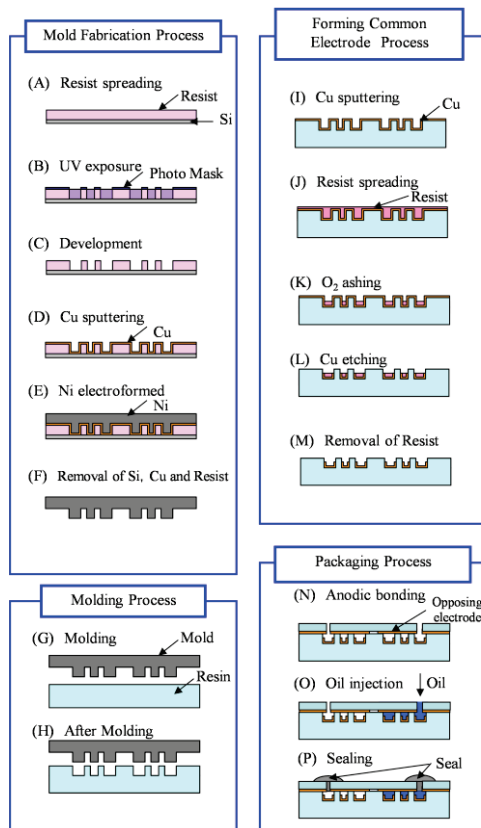 Mold Fabrication Process
(A) Resist spreading
Resist
Si
(B) UV exposure
Photo Mask
(C) Development
(D) Cu sputtering
Cu
(E) Ni electroformed
Ni
(F) Removal of Si, Cu and Resist
Molding Process
(G) Molding
Mold
Resin
(H) After Molding
Forming Common
Electrode Process
(I) Cu sputtering
Cu
(J) Resist spreading
Resist
(K) O₂ ashing
(L) Cu etching
(M) Removal of Resist
Packaging Process
(N) Anodic bonding
Opposing
electrode
(O) Oil injection
Oil
(P) Sealing
Seal